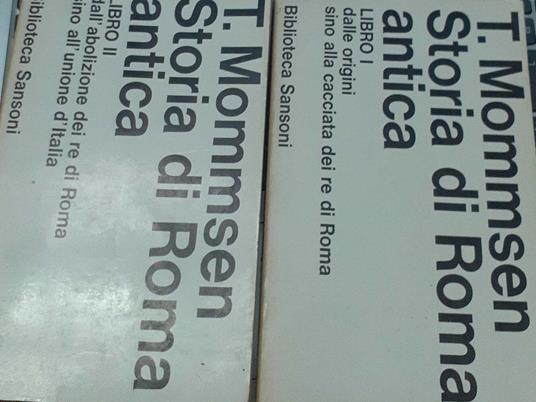 T. Mommsen
Storia di Roma
antica
LIBRO I
dalle origini
sino alla cacciata dei re di Roma
Biblioteca Sansoni
T. Mommsen
Storia di Roma
antica
LIBRO II
dall'abolizione dei re di Roma
sino all'unione d'Italia
Biblioteca Sansoni